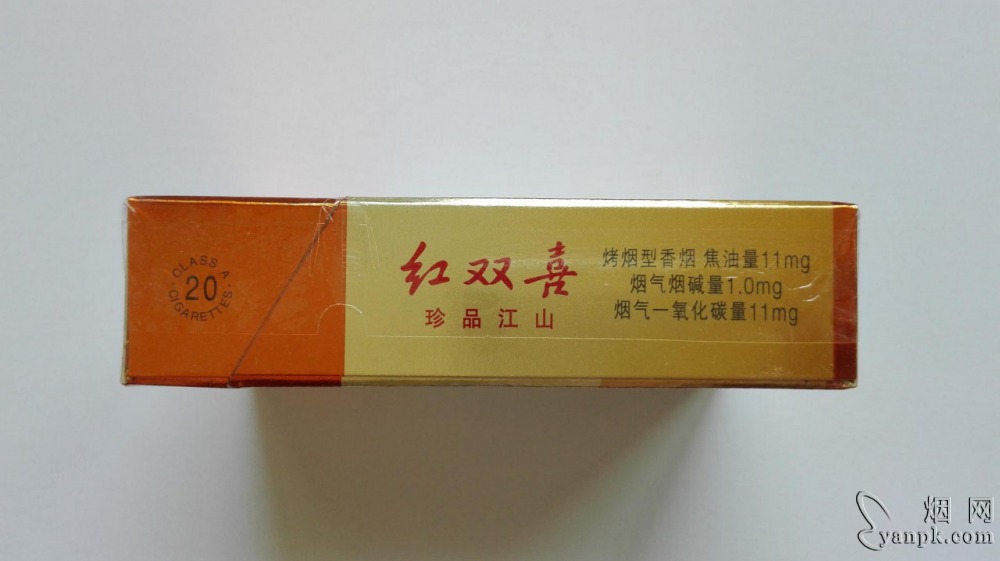 CLASS A
20
CIGARETTES
红双喜
珍品江山
烤烟型香烟 焦油量11mg
烟气烟碱量1.0mg
烟气一氧化碳量11mg
烟网
yanpk.com